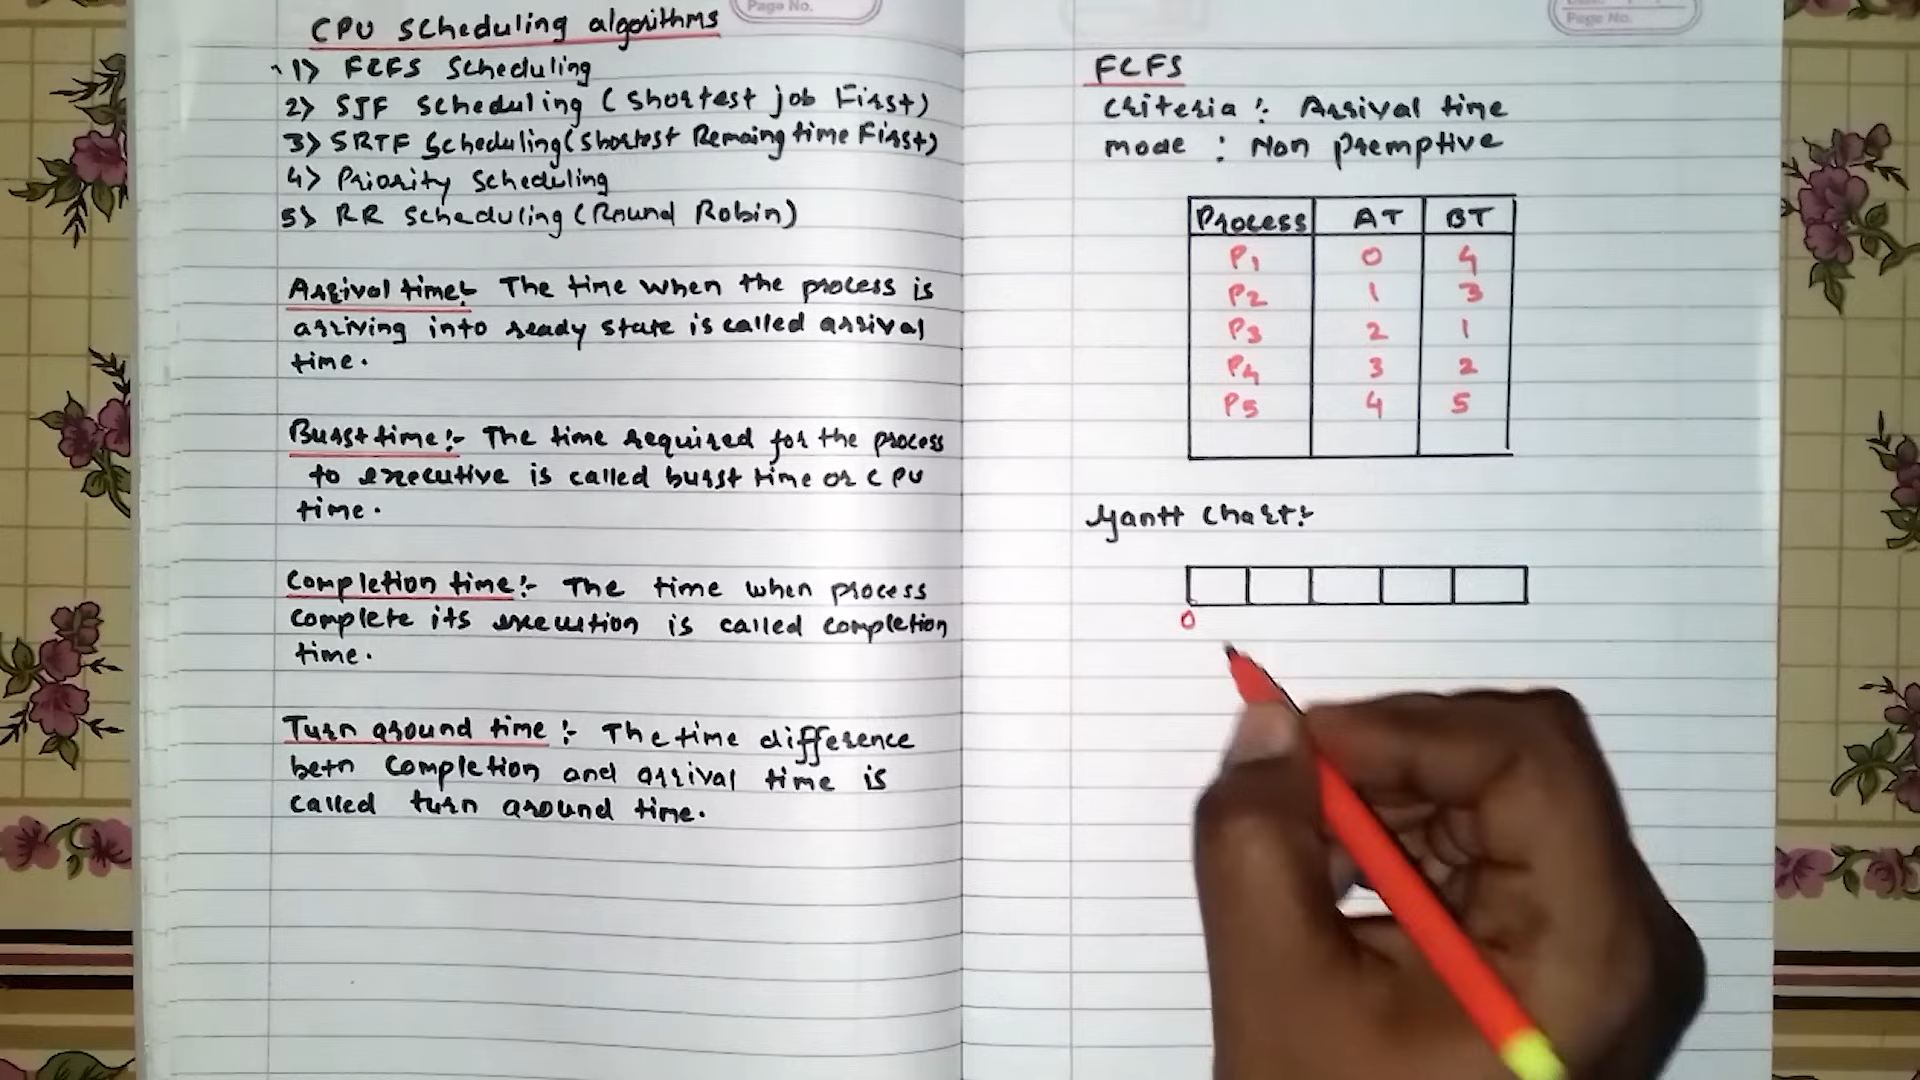 Page No.
CPU scheduling algorithms
1) FCFS Scheduling
2) SJF scheduling (shortest job First)
3) SRTF scheduling (shortest Remaing time First)
4) Priority scheduling
5) RR scheduling (Round Robin)
Arrival time:- The time when the process is
arriving into ready state is called arrival
time.
Burst time:- The time required for the process
to executive is called burst time or CPU
time.
Completion time:- The time when process
complete its execution is called completion
time.
Turn around time:- The time difference
betn completion and arrival time is
called turn around time.
Page No.
FCFS
Criteria : Arrival time
mode : Non Premptive
Process AT BT
P1 0 4
P2 1 3
P3 2 1
P4 3 2
P5 4 5
Gantt Chart:-
0